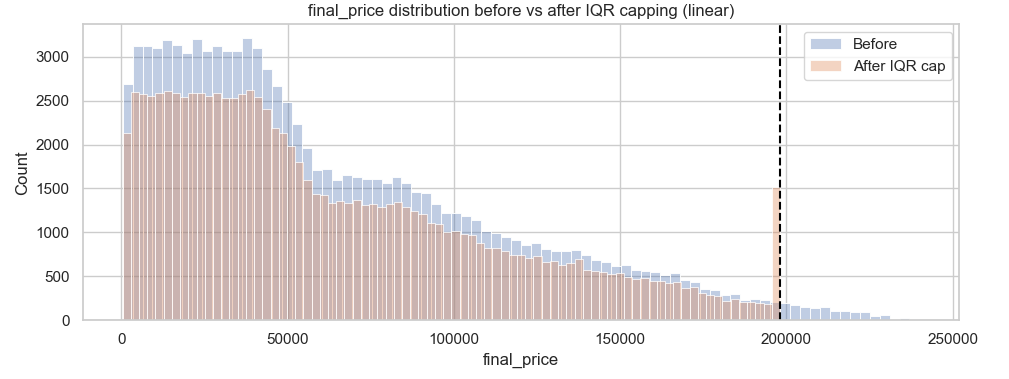 final_price distribution before vs after IQR capping (linear)
Before
After IQR cap
Count
3000
2500
2000
1500
1000
500
0
0 50000 100000 150000 200000 250000
final_price